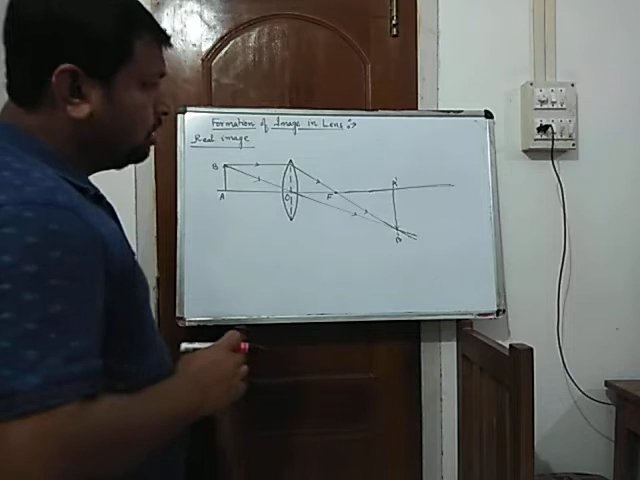 Formation of Image in Lens :→
Real image
B
A
O
F
A'
B'